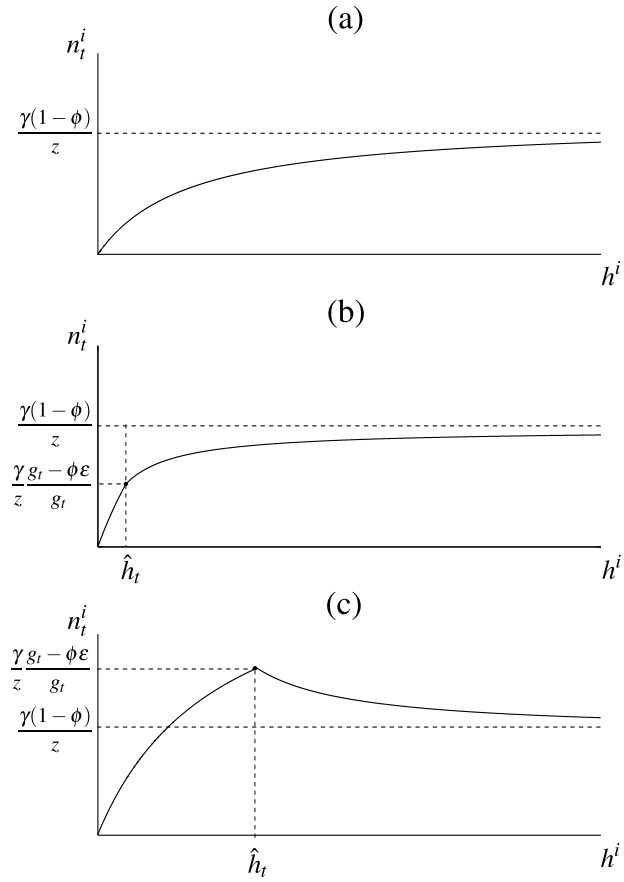 (a)
n_t^i
γ(1−ϕ)
z
h^i
(b)
n_t^i
γ(1−ϕ)
z
γ g_t − ϕε
z g_t
ĥ_t
h^i
(c)
n_t^i
γ g_t − ϕε
z g_t
γ(1−ϕ)
z
ĥ_t
h^i